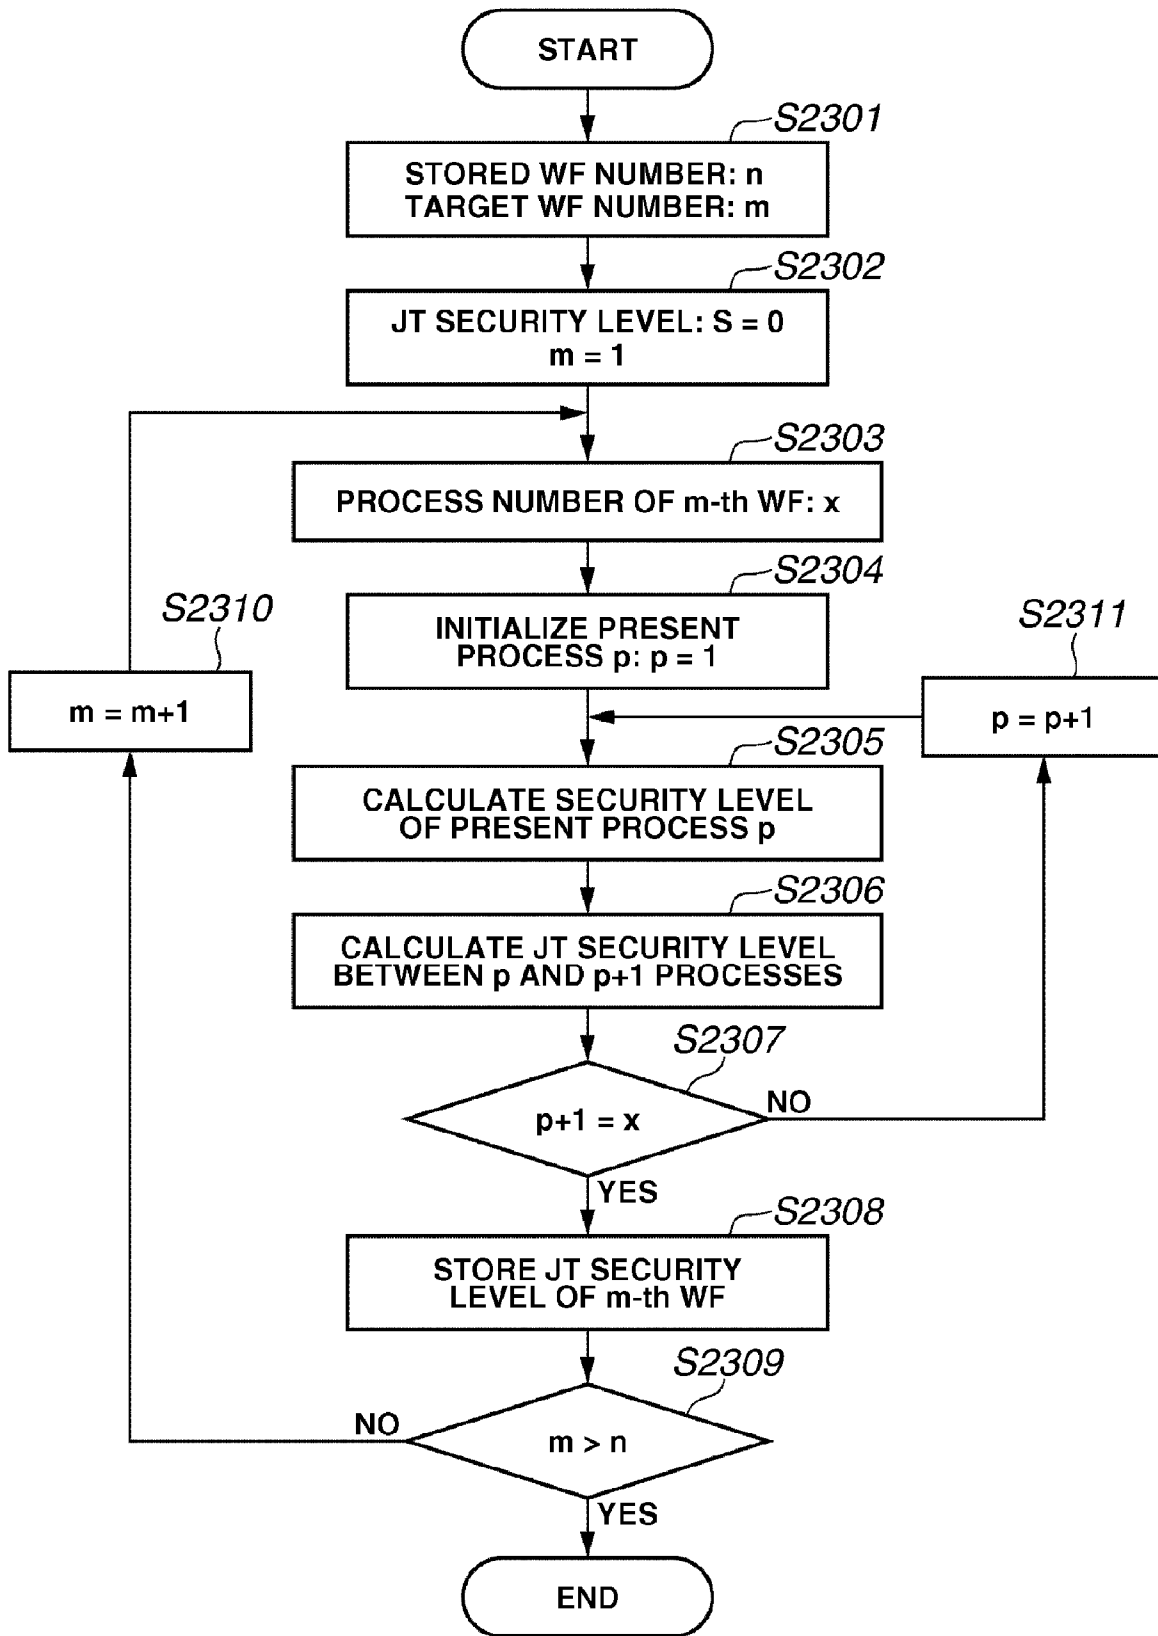 START
S2301
STORED WF NUMBER: n
TARGET WF NUMBER: m
S2302
JT SECURITY LEVEL: S = 0
m = 1
S2303
PROCESS NUMBER OF m-th WF: x
S2304
INITIALIZE PRESENT
PROCESS p: p = 1
S2310
m = m+1
S2311
p = p+1
S2305
CALCULATE SECURITY LEVEL
OF PRESENT PROCESS p
S2306
CALCULATE JT SECURITY LEVEL
BETWEEN p AND p+1 PROCESSES
S2307
p+1 = x
NO
YES
S2308
STORE JT SECURITY
LEVEL OF m-th WF
S2309
m > n
NO
YES
END